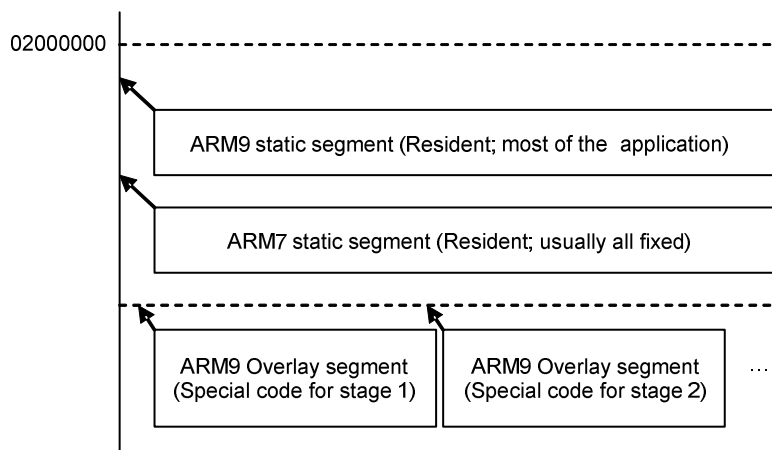 02000000
ARM9 static segment (Resident; most of the application)
ARM7 static segment (Resident; usually all fixed)
ARM9 Overlay segment
(Special code for stage 1)
ARM9 Overlay segment
(Special code for stage 2)
…